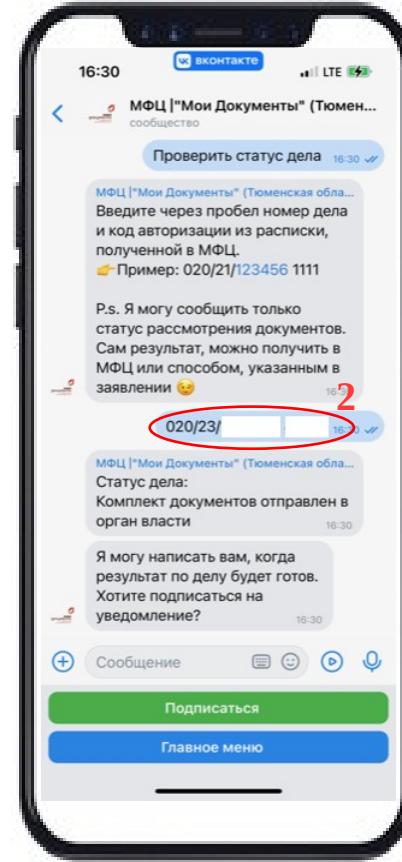 16:30
вконтакте
LTE
МФЦ |"Мои Документы" (Тюмен...
сообщество
Проверить статус дела 16:30
МФЦ |"Мои Документы" (Тюменская обла...
Введите через пробел номер дела
и код авторизации из расписки,
полученной в МФЦ.
👉Пример: 020/21/123456 1111
P.s. Я могу сообщить только
статус рассмотрения документов.
Сам результат, можно получить в
МФЦ или способом, указанным в
заявлении 😉 16:30
2
020/23/ 16:30
МФЦ |"Мои Документы" (Тюменская обла...
Статус дела:
Комплект документов отправлен в
орган власти 16:30
Я могу написать вам, когда
результат по делу будет готов.
Хотите подписаться на
уведомление? 16:30
Сообщение
Подписаться
Главное меню